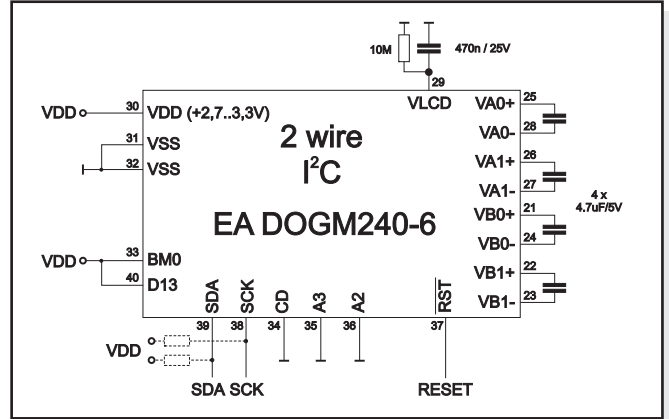 10M
470n / 25V
29
VLCD
30
VDD
VDD (+2,7..3,3V)
31
VSS
32
VSS
2 wire
I²C
EA DOGM240-6
VA0+
25
VA0-
28
VA1+
26
VA1-
27
VB0+
21
VB0-
24
VB1+
22
VB1-
23
4 x
4.7uF/5V
VDD
33
BM0
40
D13
SDA
SCK
CD
A3
A2
RST
39
38
34
35
36
37
VDD
SDA SCK
RESET